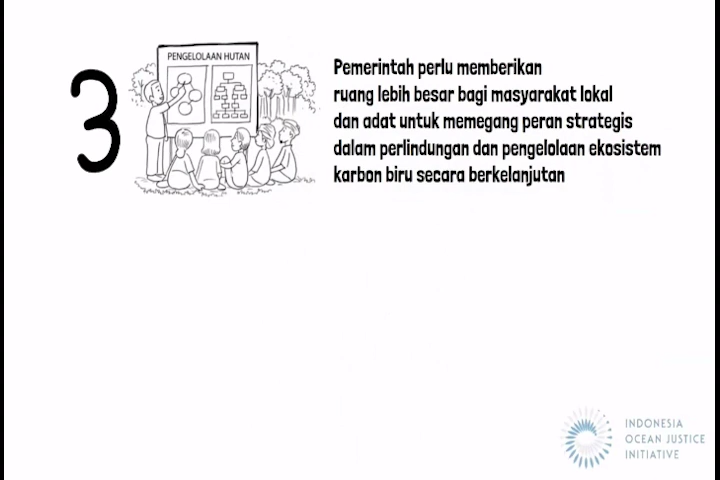 3
PENGELOLAAN HUTAN
Pemerintah perlu memberikan
ruang lebih besar bagi masyarakat lokal
dan adat untuk memegang peran strategis
dalam perlindungan dan pengelolaan ekosistem
karbon biru secara berkelanjutan
INDONESIA
OCEAN JUSTICE
INITIATIVE